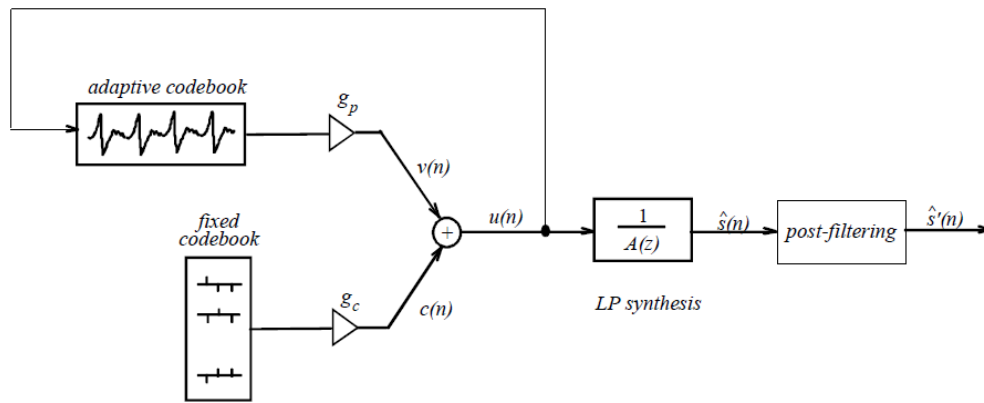 adaptive codebook
g_p
v(n)
fixed
codebook
g_c
c(n)
+
u(n)
1
A(z)
LP synthesis
ŝ(n)
post-filtering
ŝ'(n)